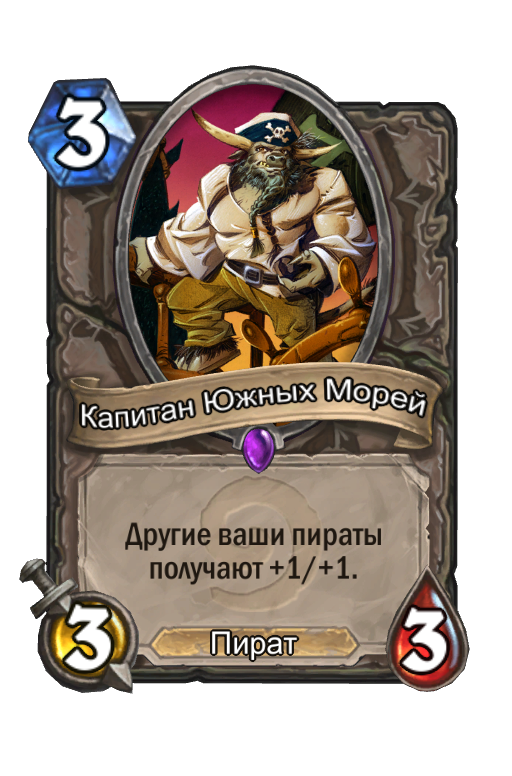 3
Капитан Южных Морей
Другие ваши пираты
получают +1/+1.
3
Пират
3